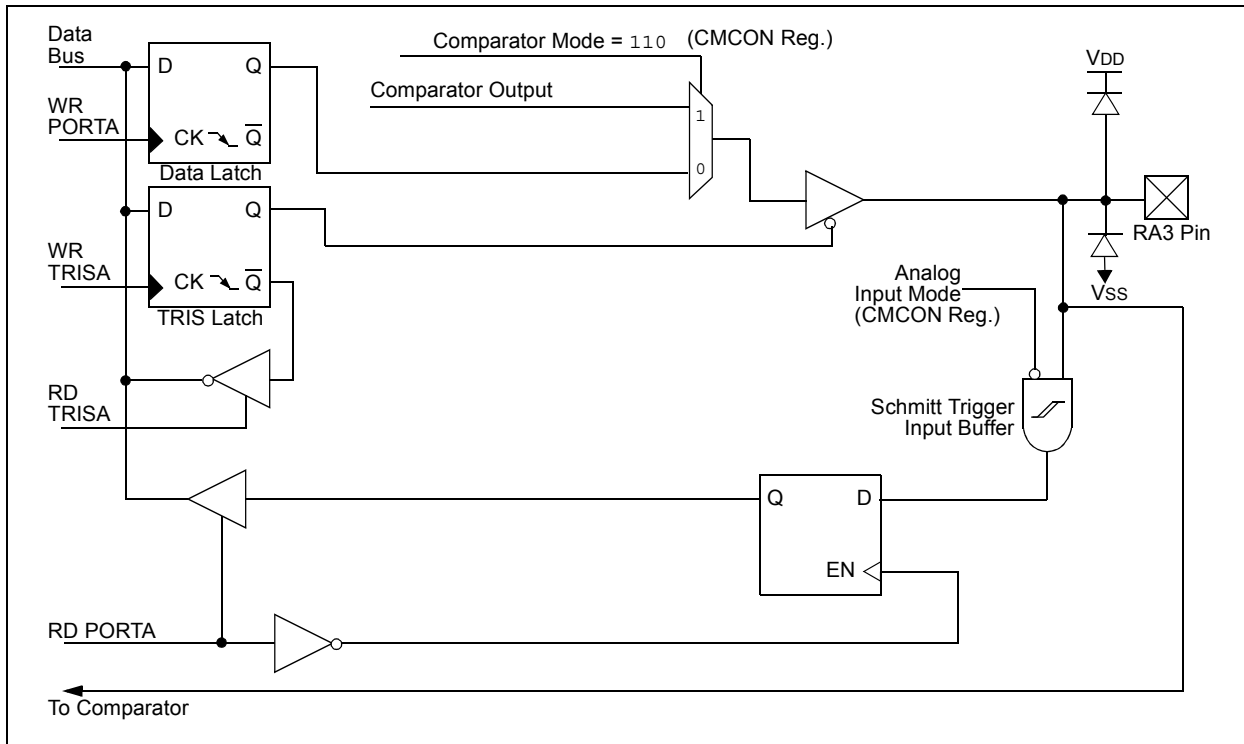 Data
Bus
D
Q
WR
PORTA
CK
Q
Data Latch
Comparator Mode = 110 (CMCON Reg.)
Comparator Output
1
0
VDD
RA3 Pin
VSS
D
Q
WR
TRISA
CK
Q
TRIS Latch
Analog
Input Mode
(CMCON Reg.)
RD
TRISA
Schmitt Trigger
Input Buffer
Q
D
EN
RD PORTA
To Comparator